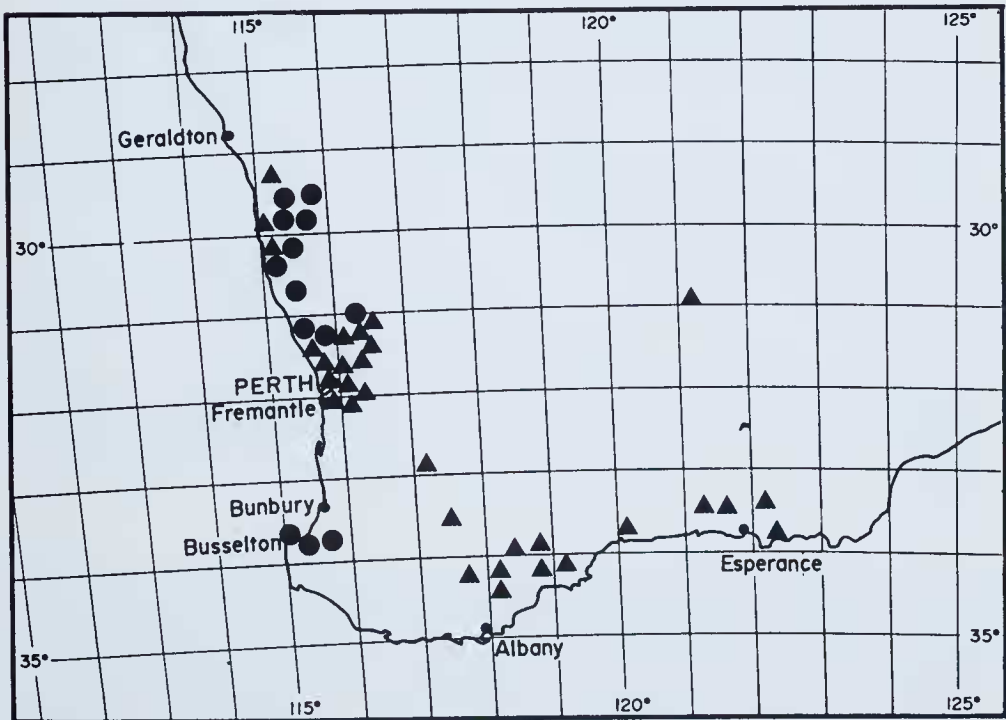 115°
120°
125°
Geraldton
30°
30°
PERTH
Fremantle
Bunbury
Busselton
Esperance
Albany
35°
35°
115°
120°
125°